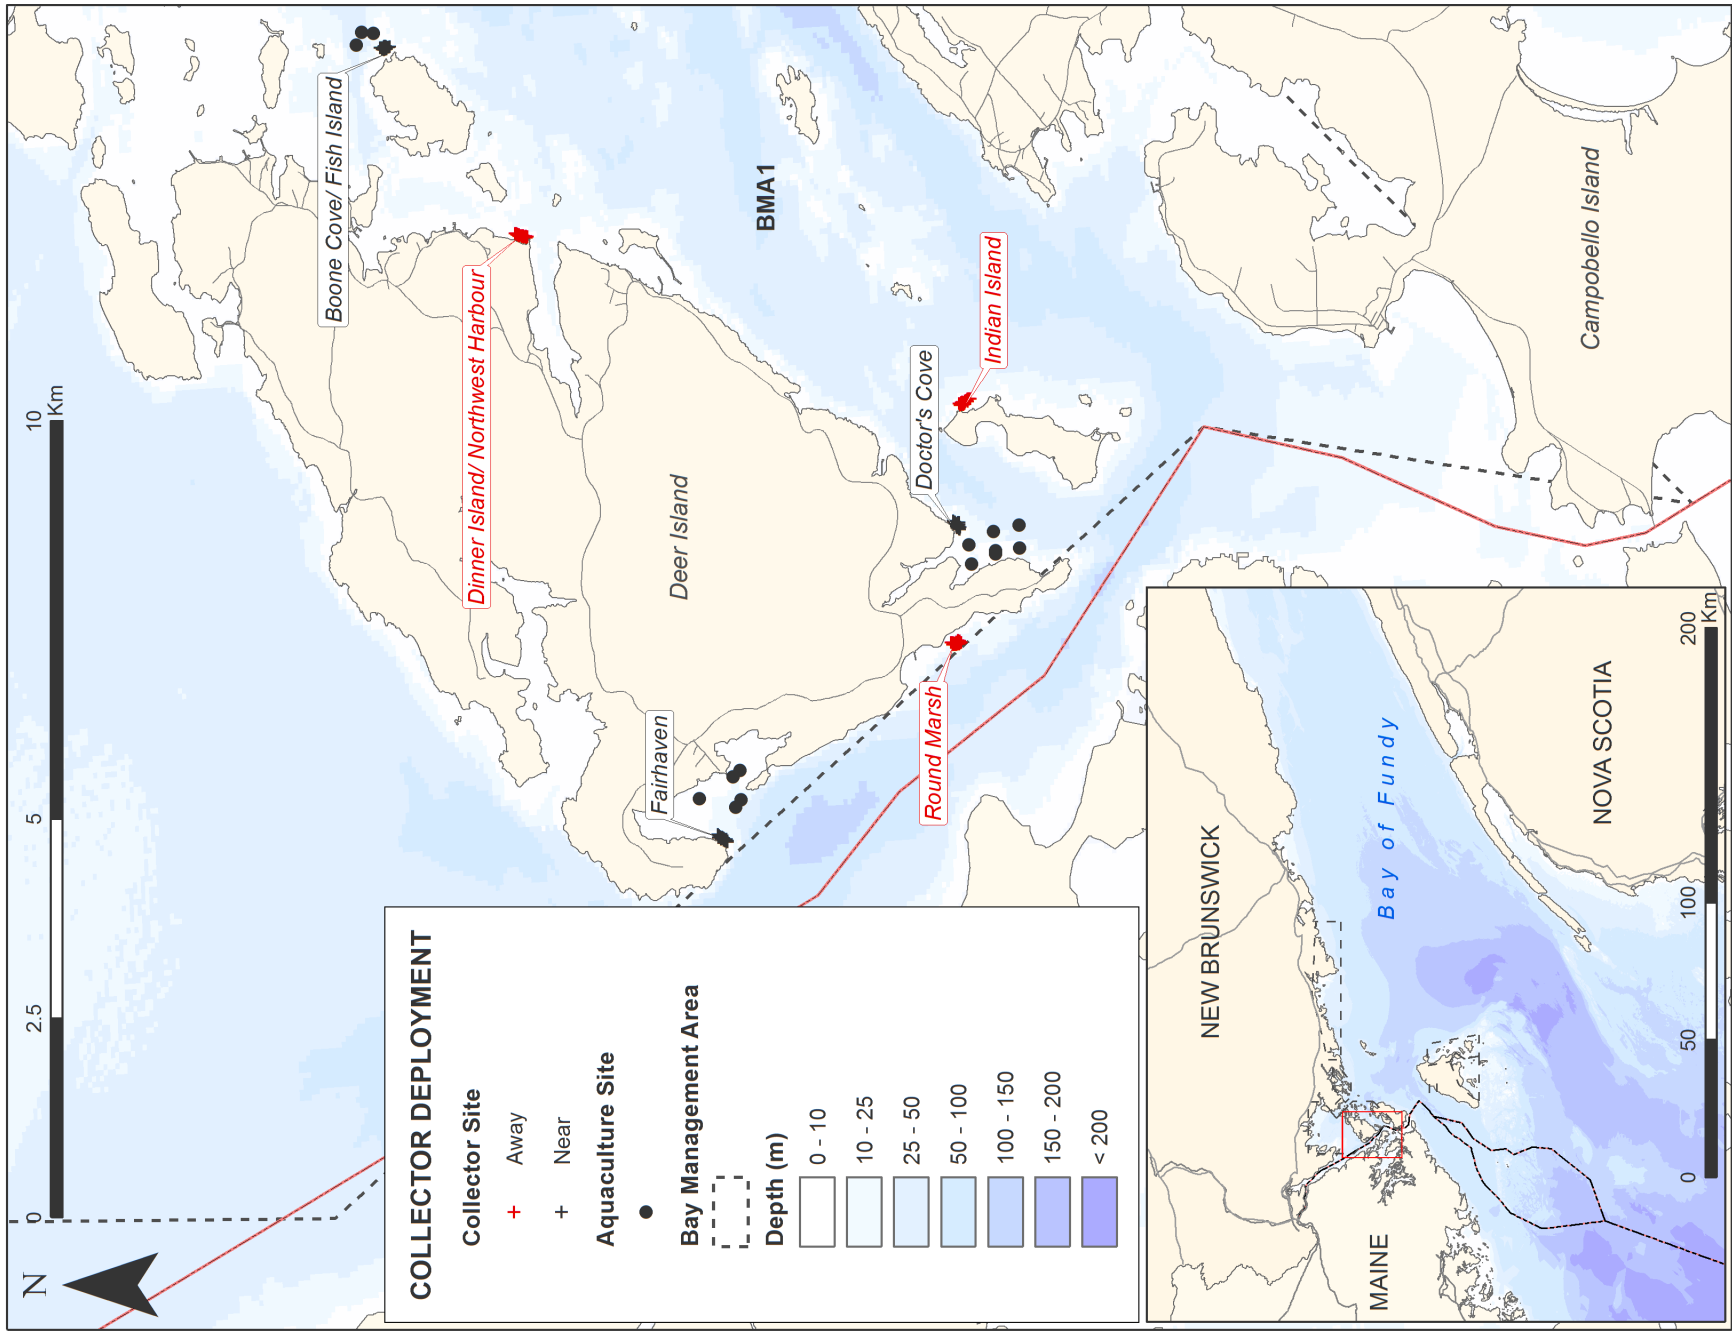 N
0 2.5 5 10
Km
Boone Cove/ Fish Island
Dinner Island/ Northwest Harbour
BMA1
Indian Island
Doctor's Cove
Deer Island
Campobello Island
Fairhaven
Round Marsh
COLLECTOR DEPLOYMENT
Collector Site
Away
Near
Aquaculture Site
Bay Management Area
Depth (m)
0 - 10
10 - 25
25 - 50
50 - 100
100 - 150
150 - 200
< 200
NEW BRUNSWICK
Bay of Fundy
NOVA SCOTIA
MAINE
0 50 100 200
Km